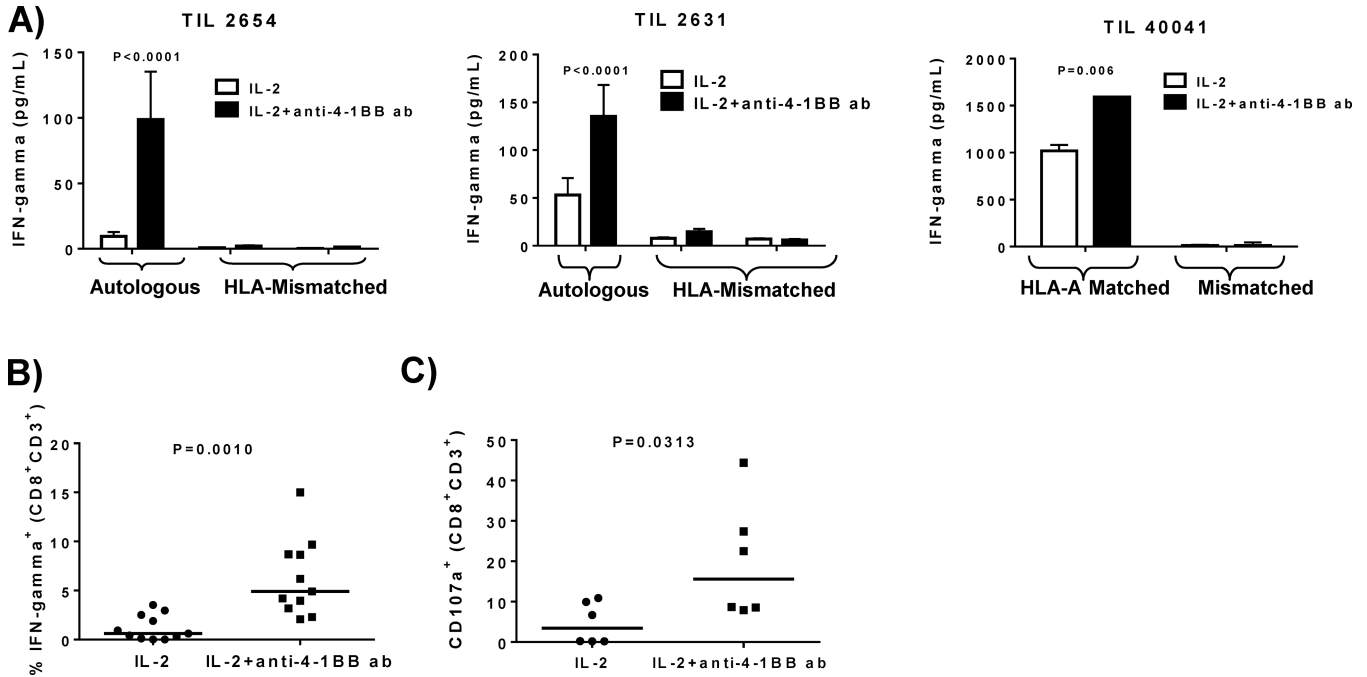 A)
TIL 2654
IFN-gamma (pg/mL)
150
100
50
0
P<0.0001
IL-2
IL-2+anti-4-1BB ab
Autologous
HLA-Mismatched
TIL 2631
IFN-gamma (pg/mL)
200
150
100
50
0
P<0.0001
IL-2
IL-2+anti-4-1BB ab
Autologous
HLA-Mismatched
TIL 40041
IFN-gamma (pg/mL)
2000
1500
1000
500
0
P=0.006
IL-2
IL-2+anti-4-1BB ab
HLA-A Matched
Mismatched
B)
% IFN-gamma⁺ (CD8⁺CD3⁺)
20
15
10
5
0
P=0.0010
IL-2
IL-2+anti-4-1BB ab
C)
CD107a⁺ (CD8⁺CD3⁺)
50
40
30
20
10
0
P=0.0313
IL-2
IL-2+anti-4-1BB ab